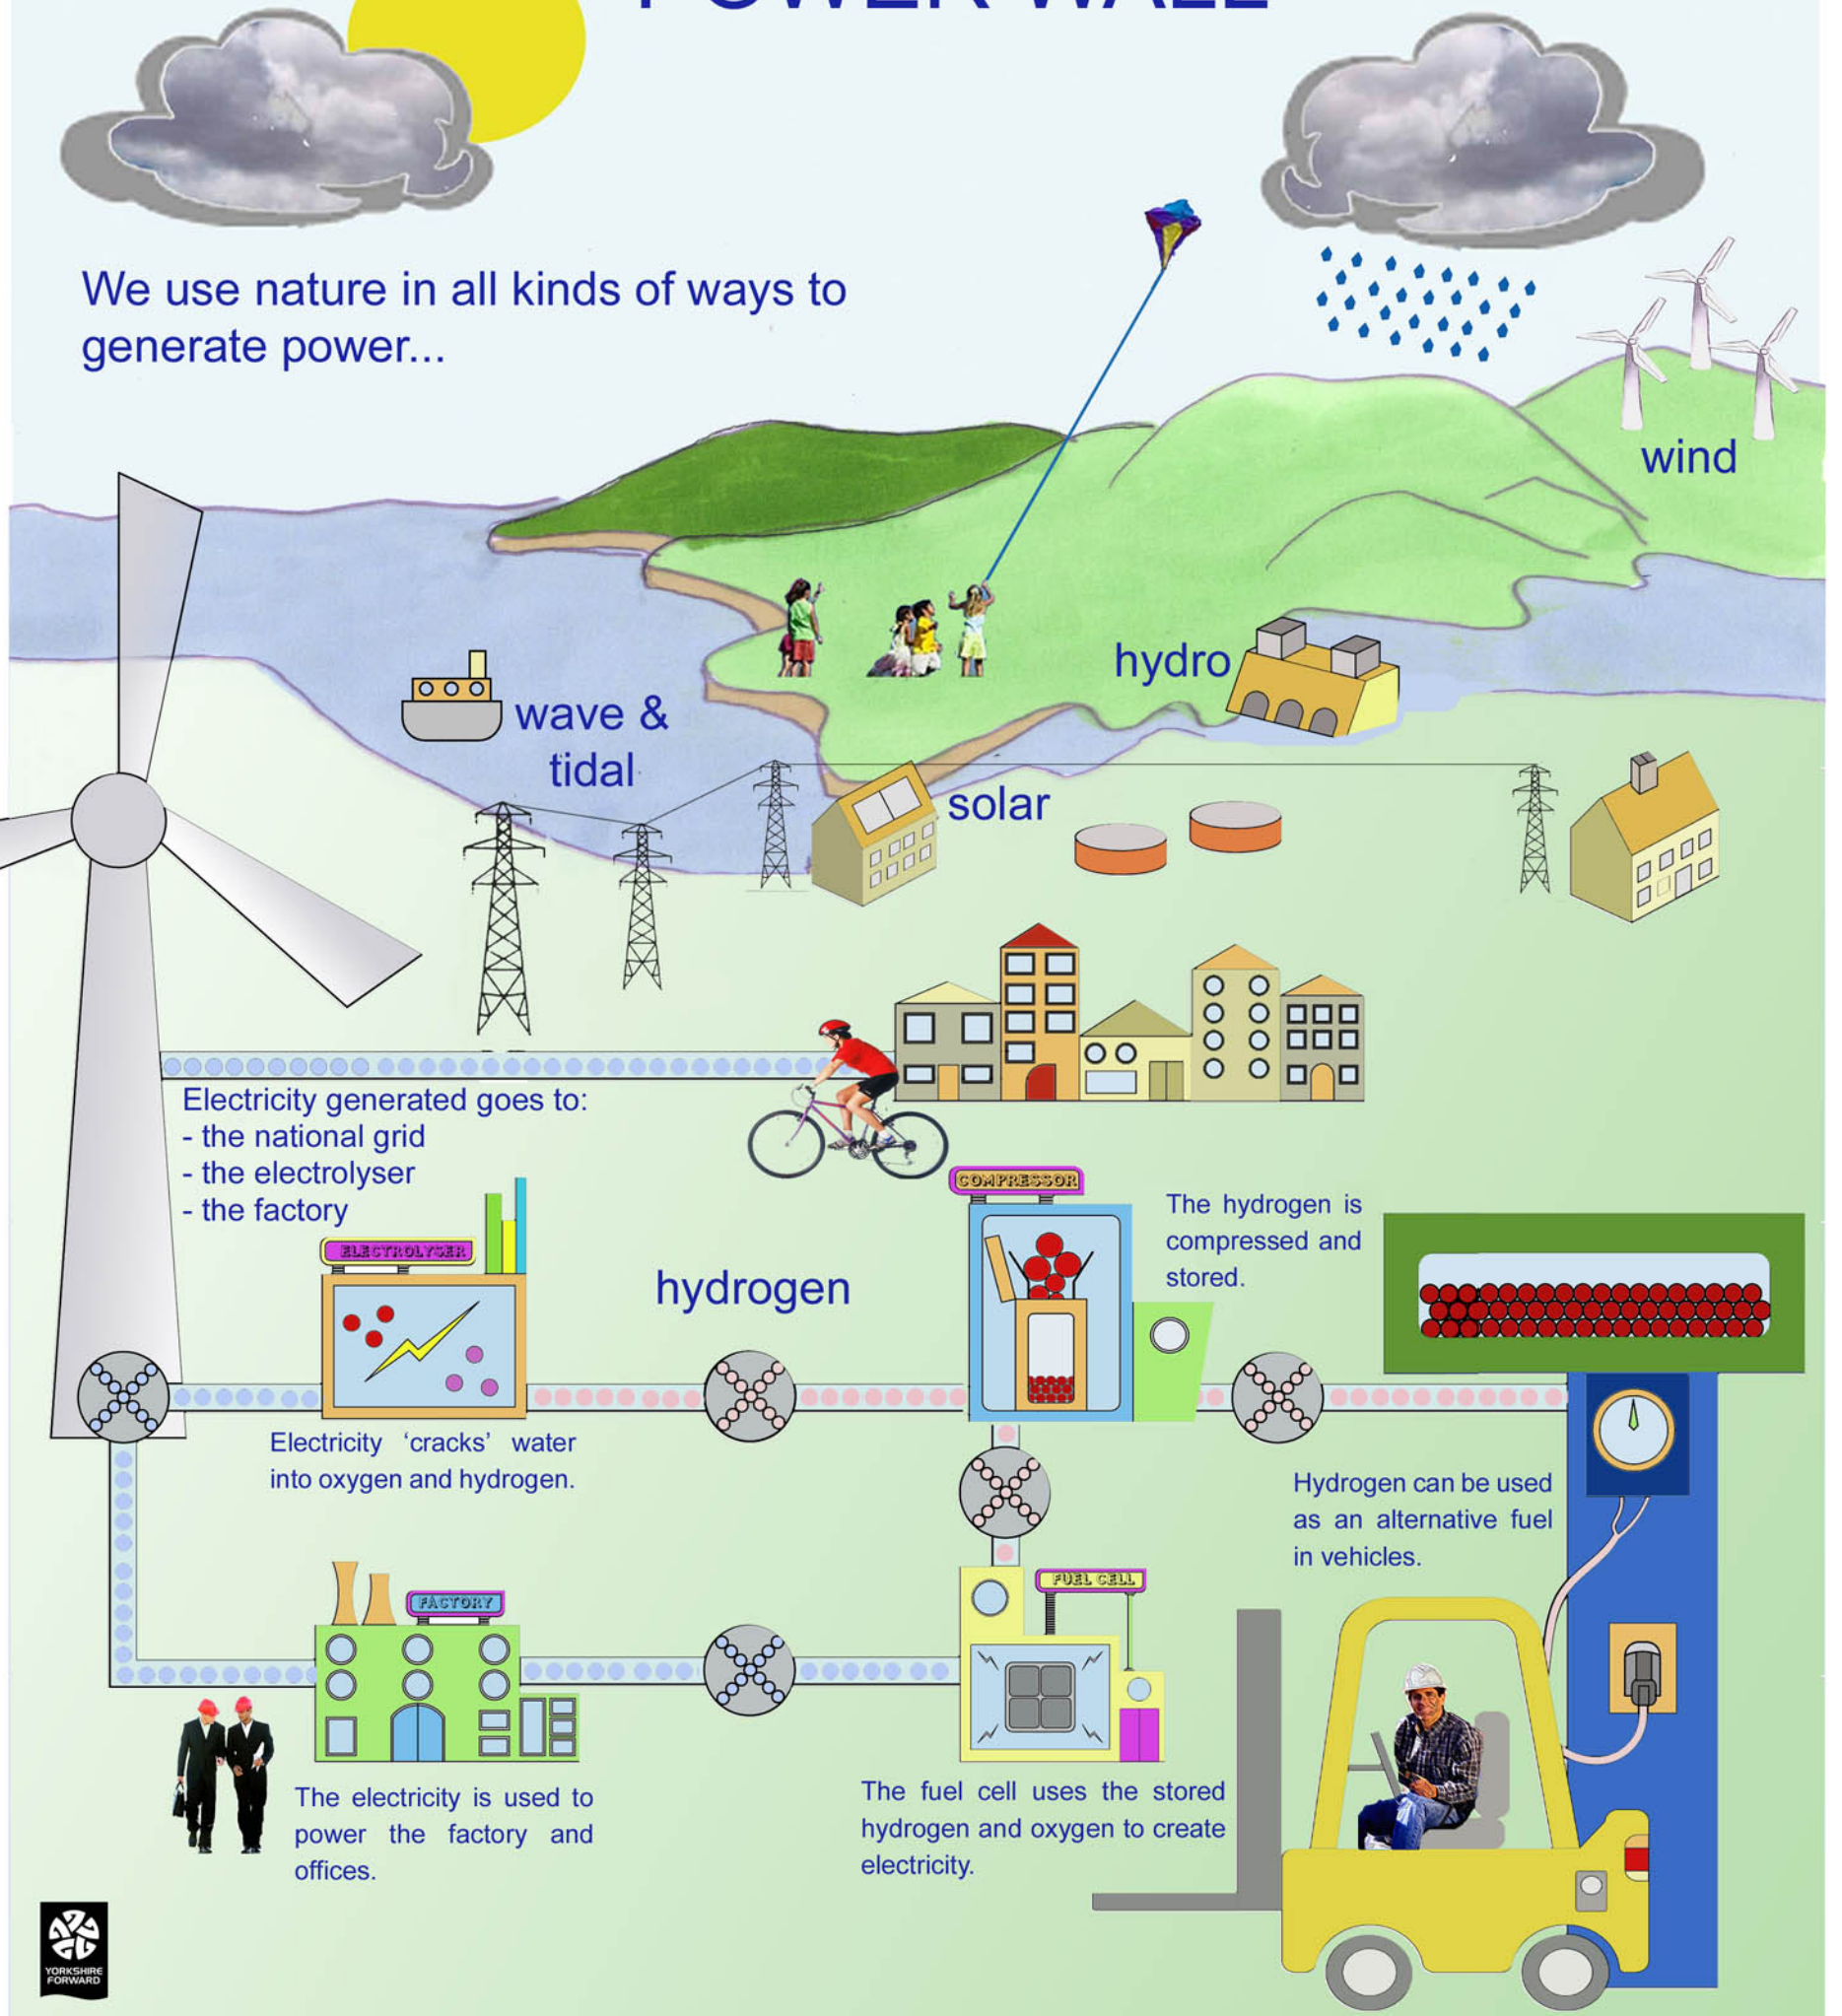 POWER WALL
We use nature in all kinds of ways to
generate power...
wind
hydro
wave &
tidal
solar
Electricity generated goes to:
- the national grid
- the electrolyser
- the factory
COMPRESSOR
The hydrogen is
compressed and
stored.
ELECTROLYSER
hydrogen
Electricity ‘cracks’ water
into oxygen and hydrogen.
Hydrogen can be used
as an alternative fuel
in vehicles.
FUEL CELL
FACTORY
The electricity is used to
power the factory and
offices.
The fuel cell uses the stored
hydrogen and oxygen to create
electricity.
YORKSHIRE
FORWARD